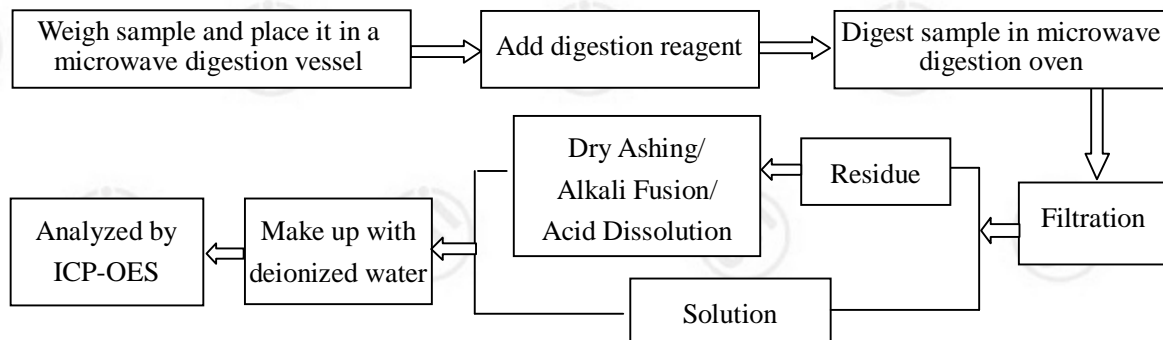 Weigh sample and place it in a
microwave digestion vessel
Add digestion reagent
Digest sample in microwave
digestion oven
Filtration
Residue
Dry Ashing/
Alkali Fusion/
Acid Dissolution
Solution
Make up with
deionized water
Analyzed by
ICP-OES